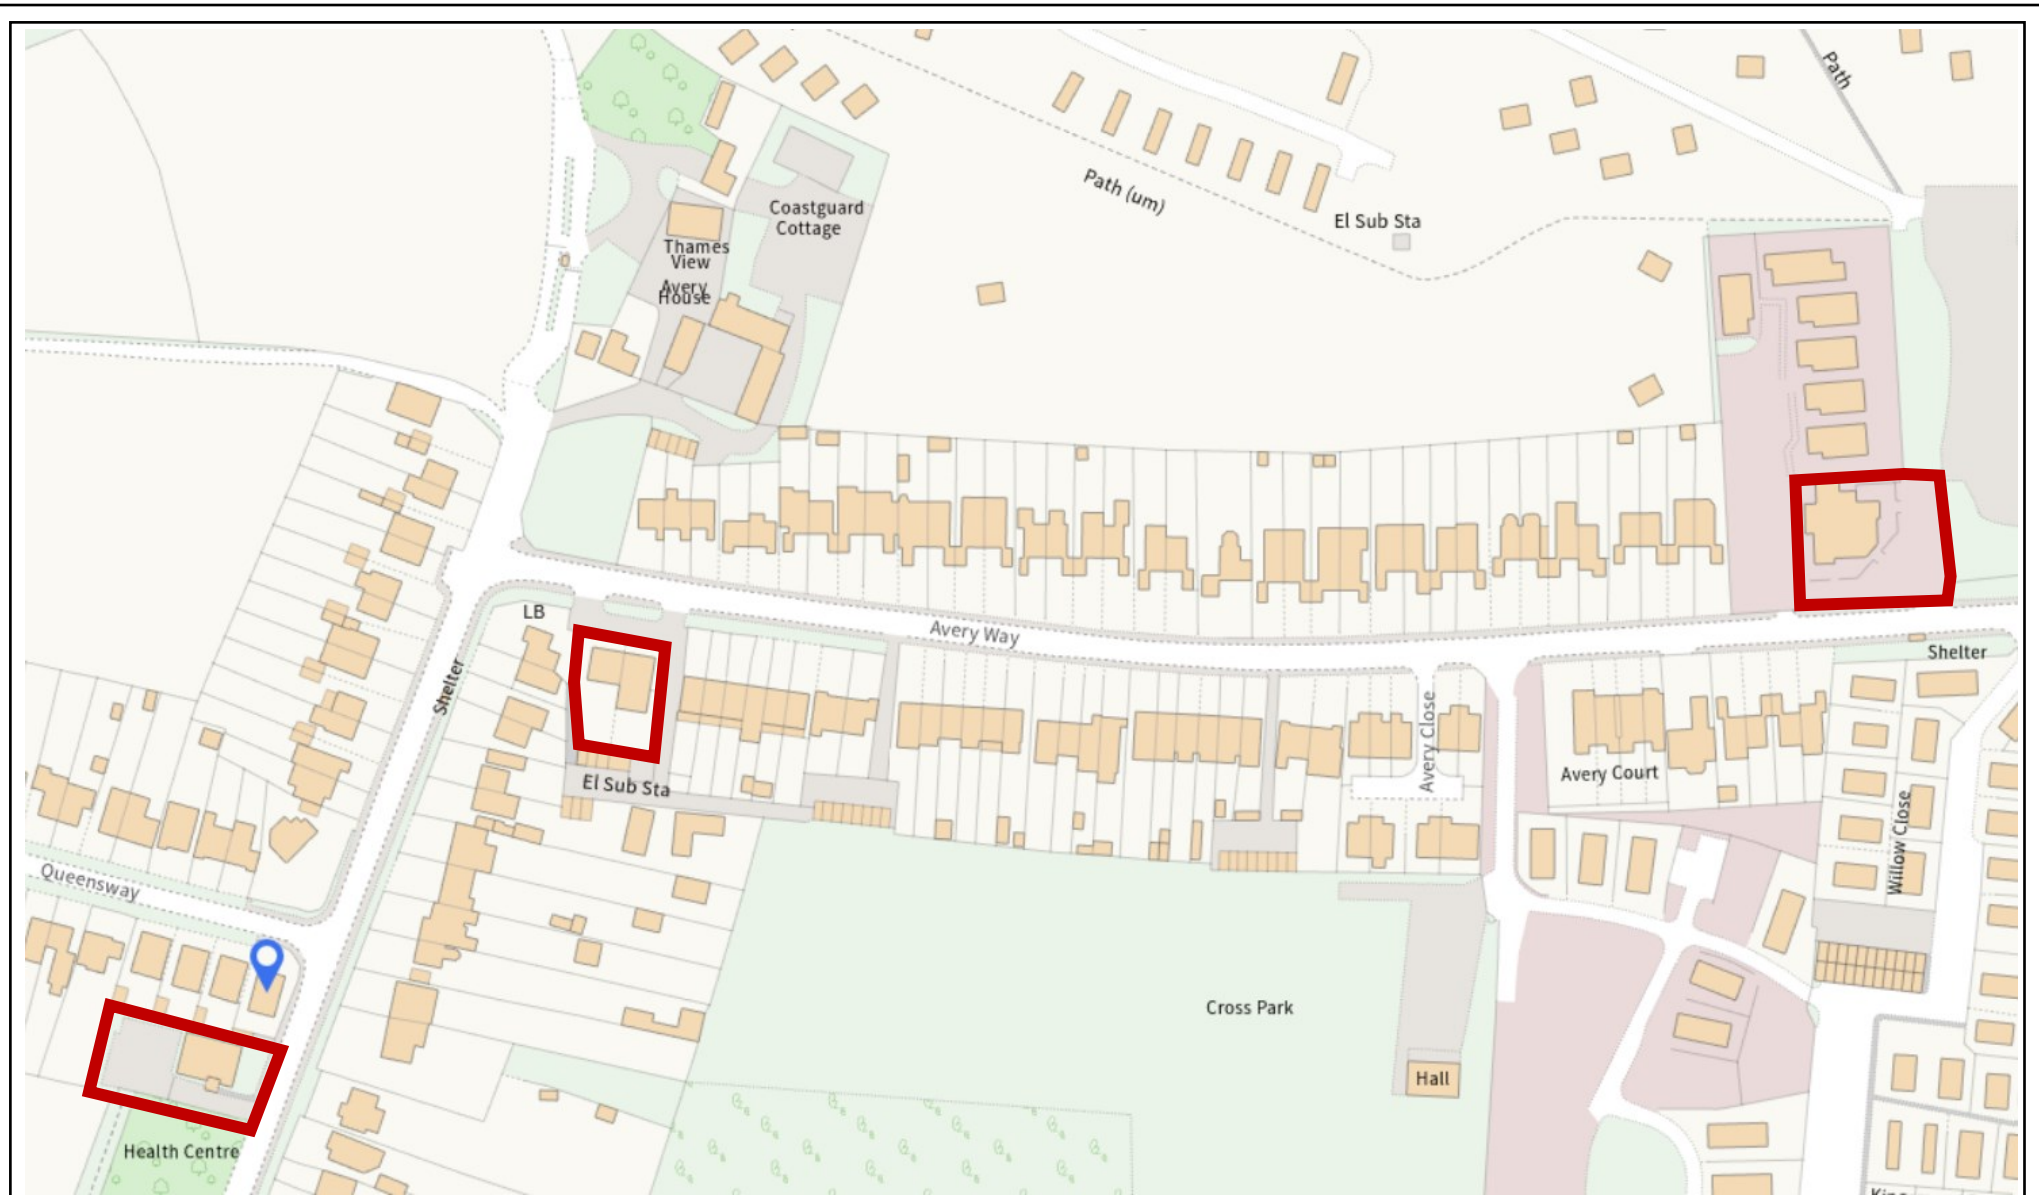 Path
Path (um)
Coastguard
Cottage
El Sub Sta
Thames
View
Avery
House
LB
Avery Way
Shelter
Shelter
El Sub Sta
Avery Close
Avery Court
Willow Close
Queensway
Cross Park
Hall
Health Centre